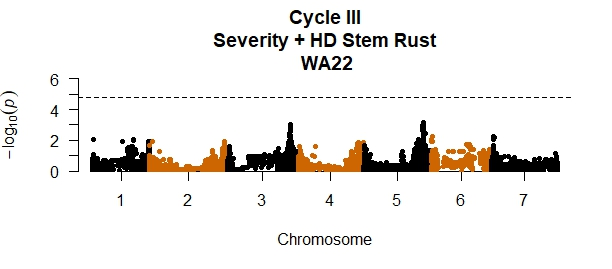 Cycle III
Severity + HD Stem Rust
WA22
6
4
2
0
−log₁₀(p)
1 2 3 4 5 6 7
Chromosome